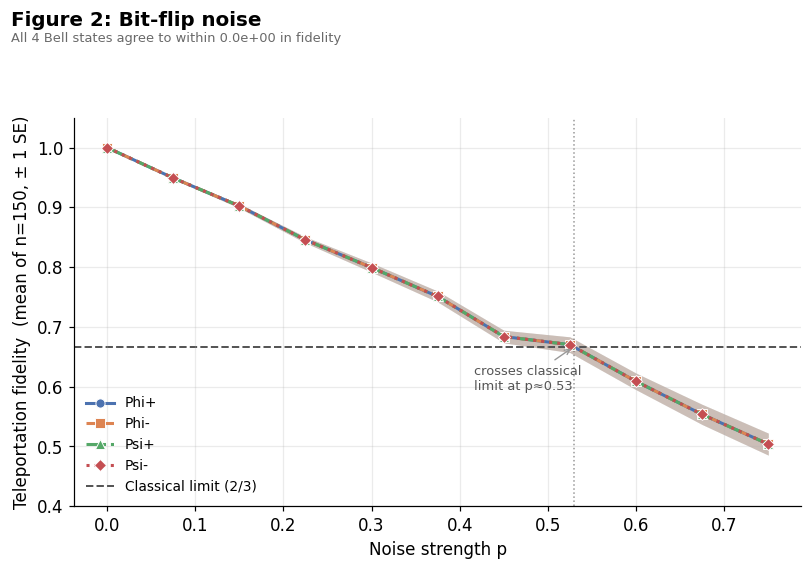 Figure 2: Bit-flip noise
All 4 Bell states agree to within 0.0e+00 in fidelity
Teleportation fidelity  (mean of n=150, ± 1 SE)
1.0
0.9
0.8
0.7
0.6
0.5
0.4
crosses classical
limit at p≈0.53
Phi+
Phi-
Psi+
Psi-
Classical limit (2/3)
0.0 0.1 0.2 0.3 0.4 0.5 0.6 0.7
Noise strength p